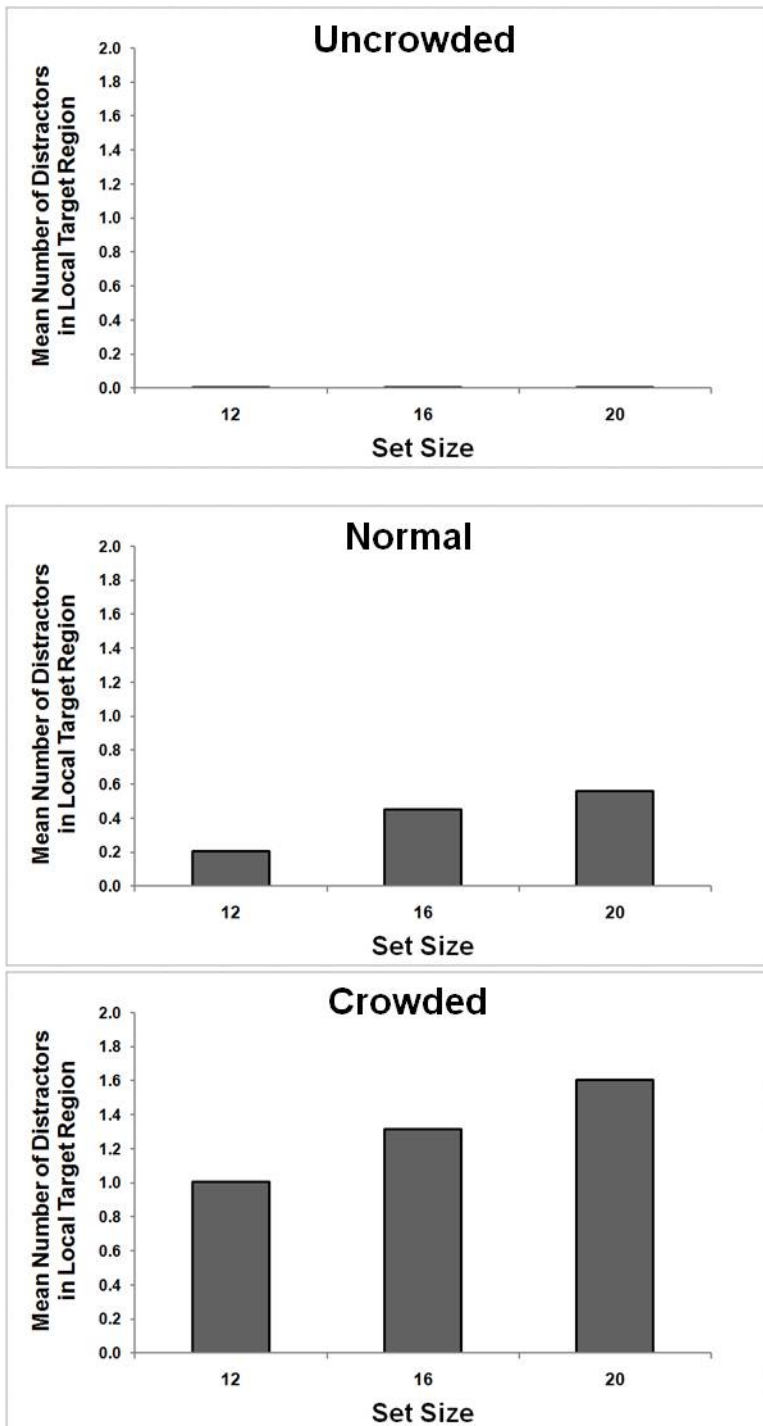 Uncrowded
Mean Number of Distractors
in Local Target Region
2.0
1.8
1.6
1.4
1.2
1.0
0.8
0.6
0.4
0.2
0.0
12 16 20
Set Size
Normal
Mean Number of Distractors
in Local Target Region
2.0
1.8
1.6
1.4
1.2
1.0
0.8
0.6
0.4
0.2
0.0
12 16 20
Set Size
Crowded
Mean Number of Distractors
in Local Target Region
2.0
1.8
1.6
1.4
1.2
1.0
0.8
0.6
0.4
0.2
0.0
12 16 20
Set Size